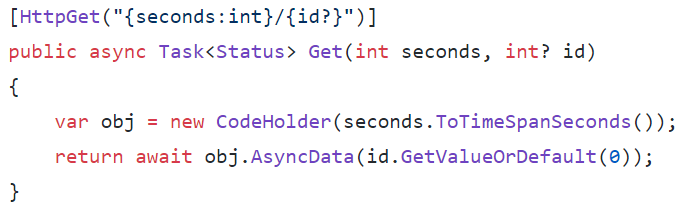 [HttpGet("{seconds:int}/{id?}")]
public async Task<Status> Get(int seconds, int? id)
{
    var obj = new CodeHolder(seconds.ToTimeSpanSeconds());
    return await obj.AsyncData(id.GetValueOrDefault(0));
}